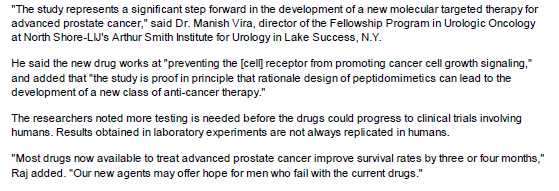 "The study represents a significant step forward in the development of a new molecular targeted therapy for
advanced prostate cancer," said Dr. Manish Vira, director of the Fellowship Program in Urologic Oncology
at North Shore-LIJ's Arthur Smith Institute for Urology in Lake Success, N.Y.
He said the new drug works at "preventing the [cell] receptor from promoting cancer cell growth signaling,"
and added that "the study is proof in principle that rationale design of peptidomimetics can lead to the
development of a new class of anti-cancer therapy."
The researchers noted more testing is needed before the drugs could progress to clinical trials involving
humans. Results obtained in laboratory experiments are not always replicated in humans.
"Most drugs now available to treat advanced prostate cancer improve survival rates by three or four months,"
Raj added. "Our new agents may offer hope for men who fail with the current drugs."